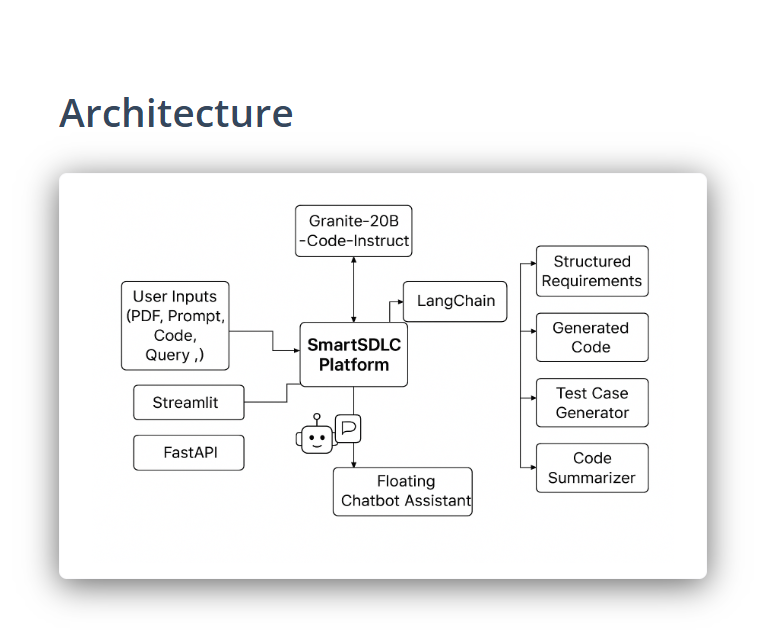 Architecture
Granite-20B
-Code-Instruct
User Inputs
(PDF, Prompt,
Code,
Query ,)
LangChain
SmartSDLC
Platform
Streamlit
FastAPI
Floating
Chatbot Assistant
Structured
Requirements
Generated
Code
Test Case
Generator
Code
Summarizer